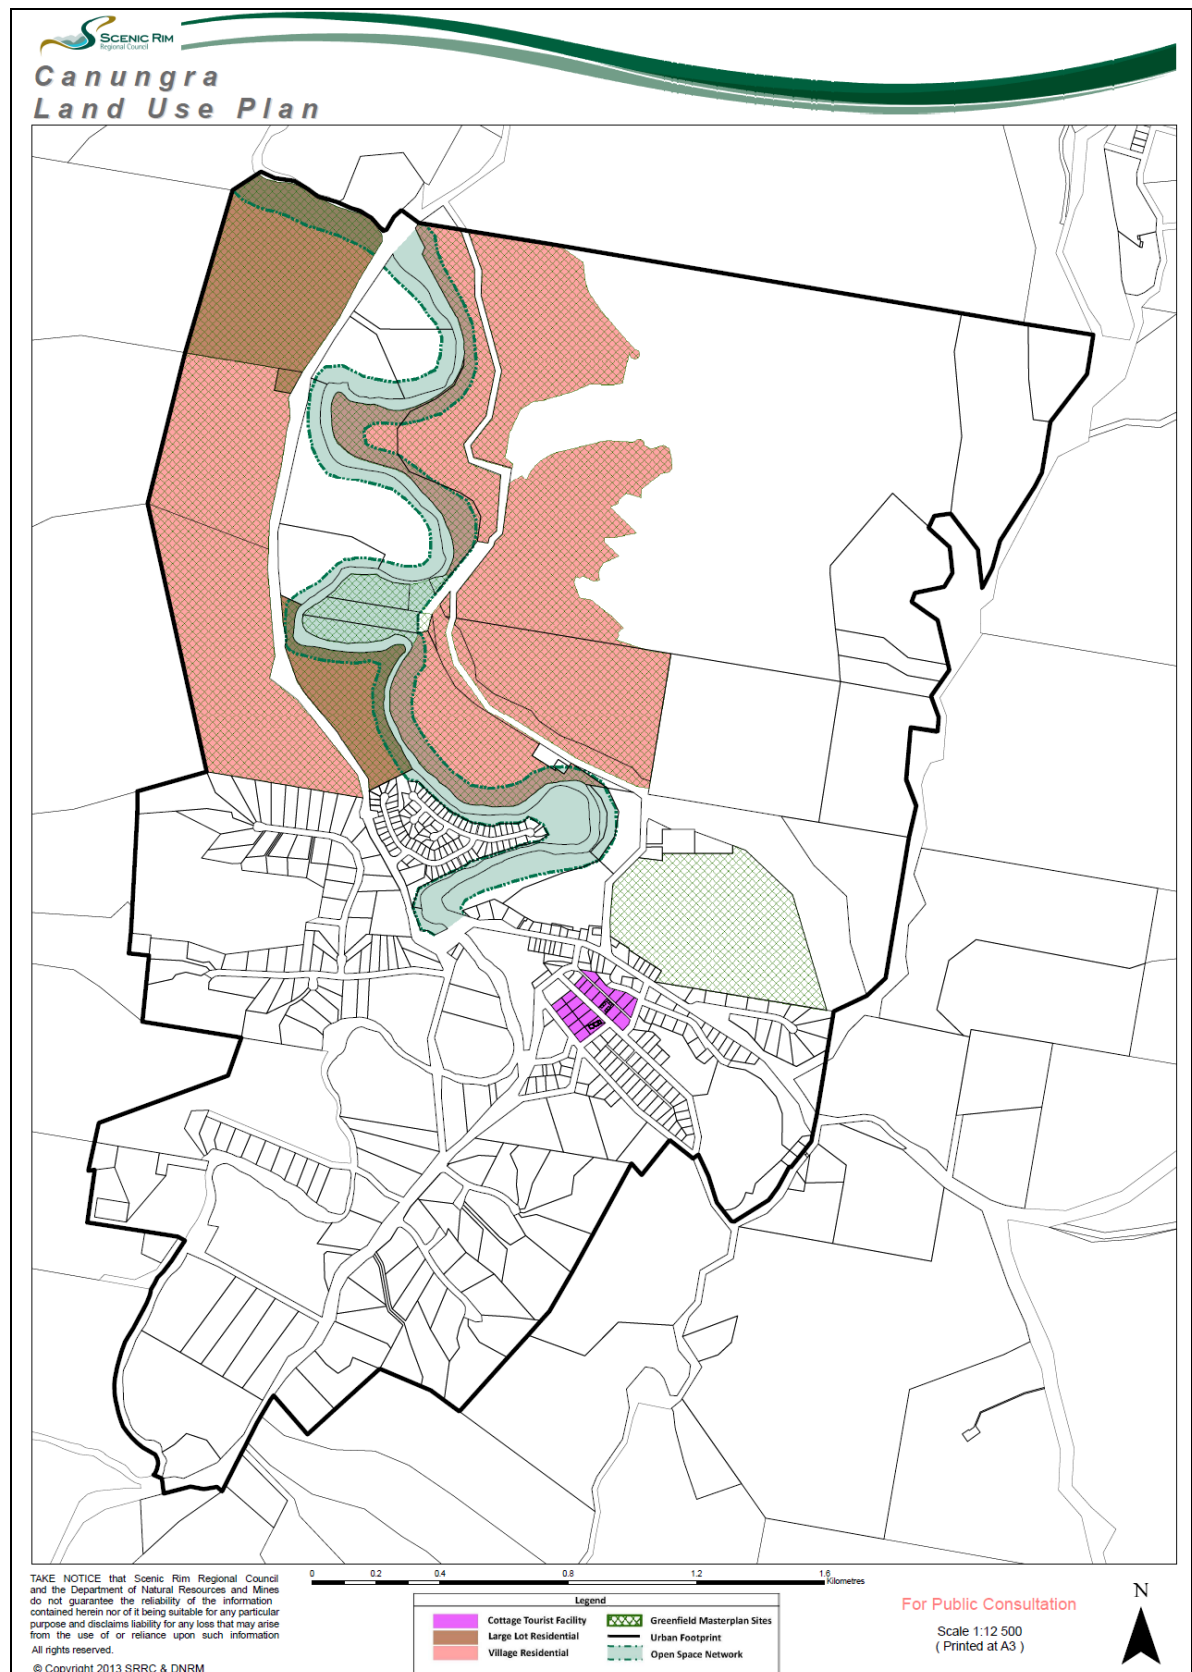 SCENIC RIM
Regional Council
Canungra
Land Use Plan
TAKE NOTICE that Scenic Rim Regional Council
and the Department of Natural Resources and Mines
do not guarantee the reliability of the information
contained herein nor of it being suitable for any particular
purpose and disclaims liability for any loss that may arise
from the use of or reliance upon such information
All rights reserved.
© Copyright 2013 SRRC & DNRM
0 0.2 0.4 0.8 1.2 1.6
Kilometres
Legend
Cottage Tourist Facility
Large Lot Residential
Village Residential
Greenfield Masterplan Sites
Urban Footprint
Open Space Network
For Public Consultation
Scale 1:12 500
( Printed at A3 )
N